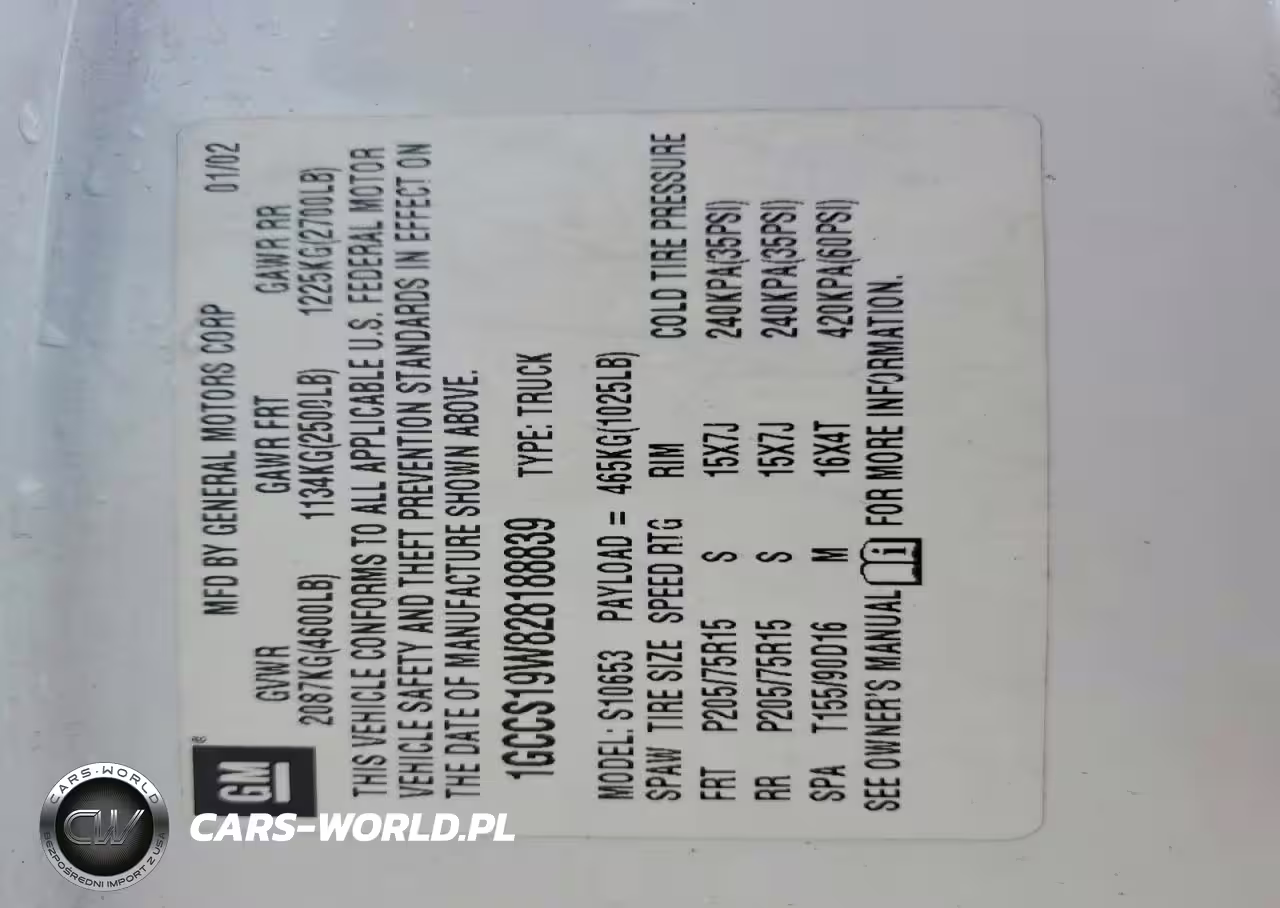 GM
MFD BY GENERAL MOTORS CORP 01/02
GVWR GAWR FRT GAWR RR
2087KG(4600LB) 1134KG(2500LB) 1225KG(2700LB)
THIS VEHICLE CONFORMS TO ALL APPLICABLE U.S. FEDERAL MOTOR
VEHICLE SAFETY AND THEFT PREVENTION STANDARDS IN EFFECT ON
THE DATE OF MANUFACTURE SHOWN ABOVE.
1GCCS19W828188839 TYPE: TRUCK
MODEL: S10653 PAYLOAD = 465KG(1025LB)
SPAW TIRE SIZE SPEED RTG RIM COLD TIRE PRESSURE
FRT P205/75R15 S 15X7J 240KPA(35PSI)
RR P205/75R15 S 15X7J 240KPA(35PSI)
SPA T155/90D16 M 16X4T 420KPA(60PSI)
SEE OWNER'S MANUAL i FOR MORE INFORMATION.
CARS-WORLD
CW
BEZPOŚREDNI IMPORT Z USA
CARS-WORLD.PL